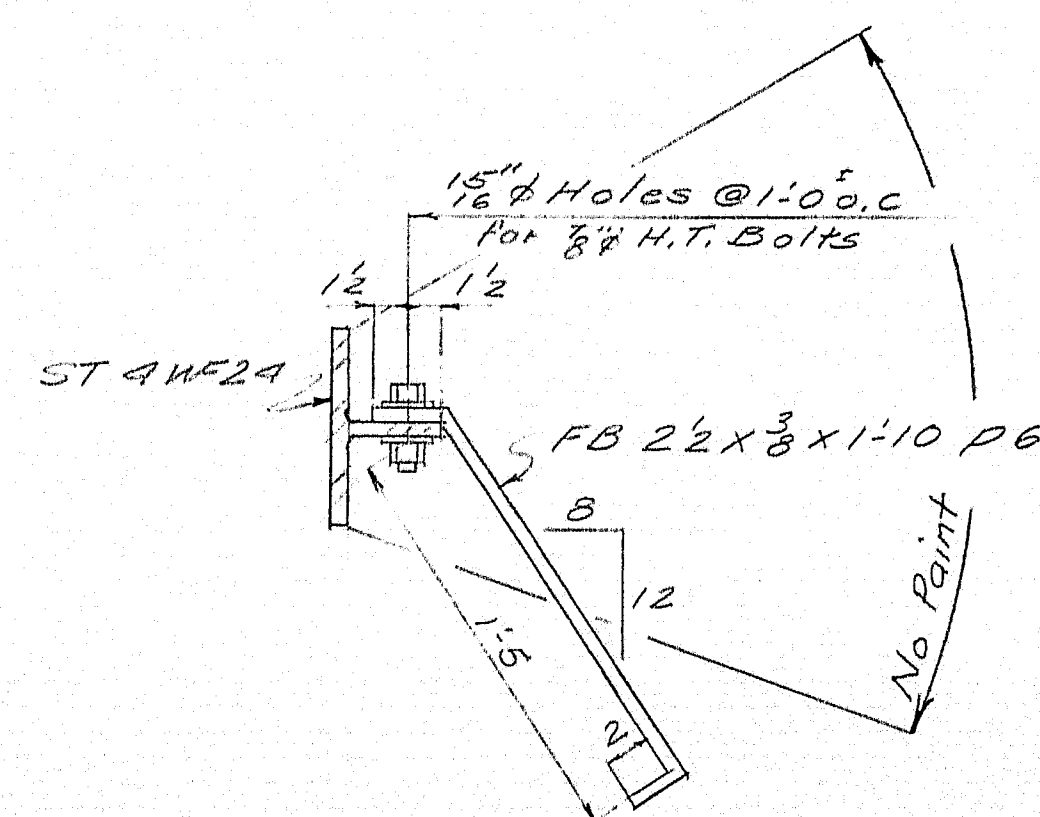 15/16"φ Holes @ 1'-0± o.c
For 7/8"φ H.T. Bolts
1 1/2 1 1/2
ST 4WF24
FB 2 1/2 x 3/8 x 1'-10 p6
8
12
1'-5
2
No Paint